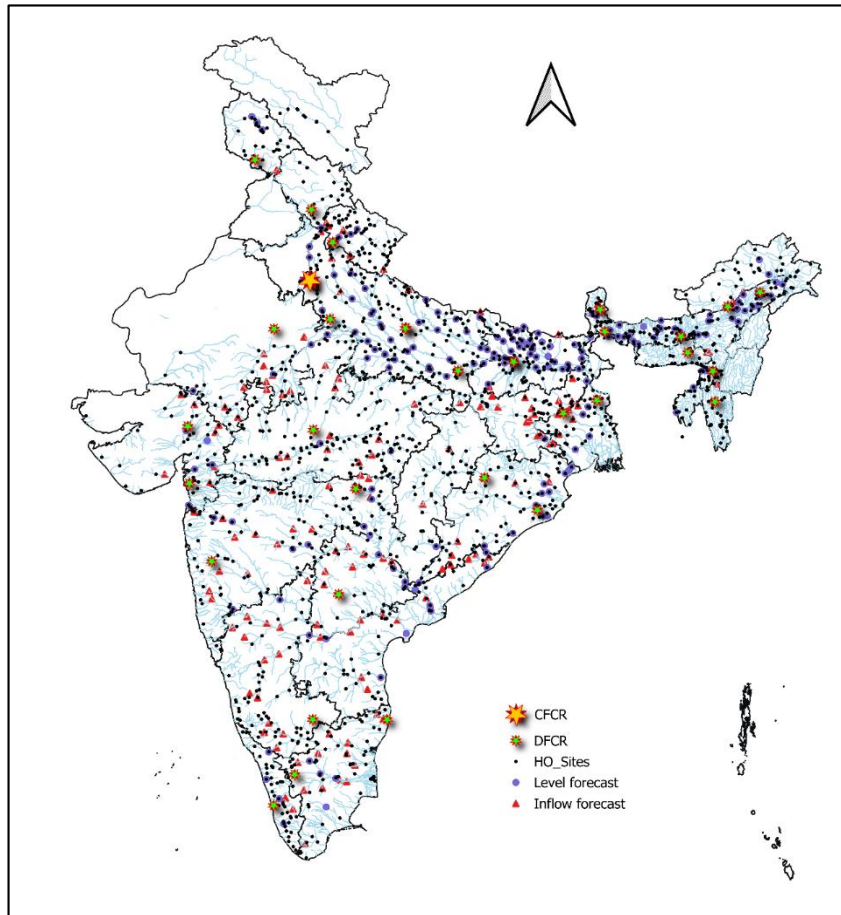 CFCR
DFCR
HO_Sites
Level forecast
Inflow forecast